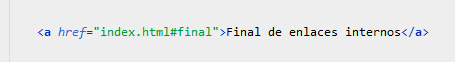 <a href="index.html#final">Final de enlaces internos</a>